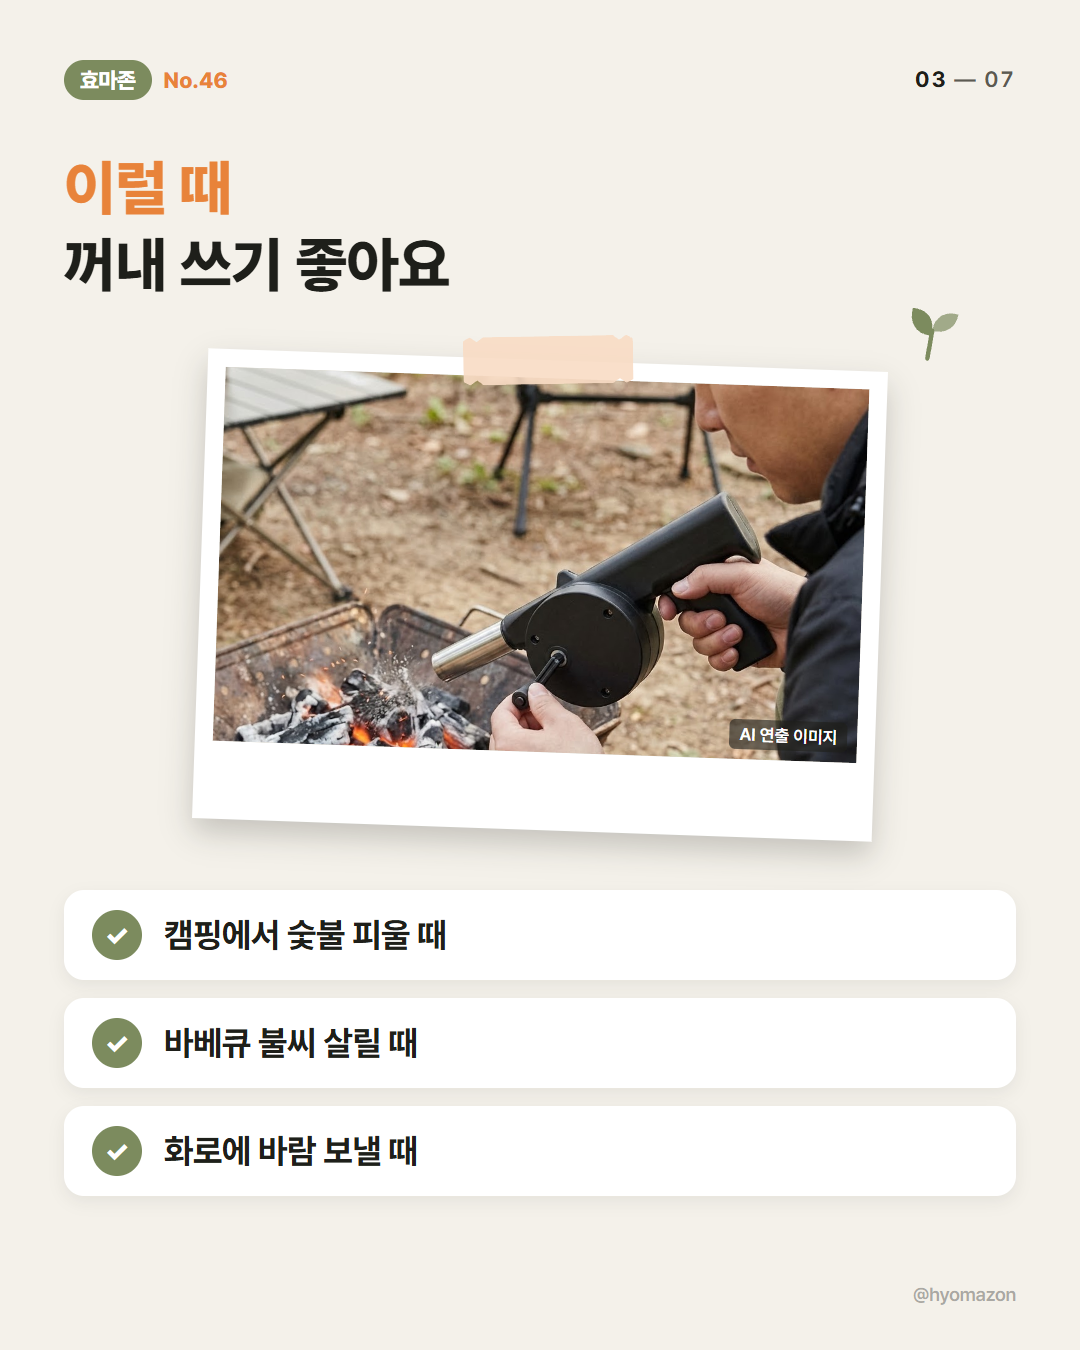 효마존 No.46
03 — 07
이럴 때
꺼내 쓰기 좋아요
AI 연출 이미지
캠핑에서 숯불 피울 때
바베큐 불씨 살릴 때
화로에 바람 보낼 때
@hyomazon